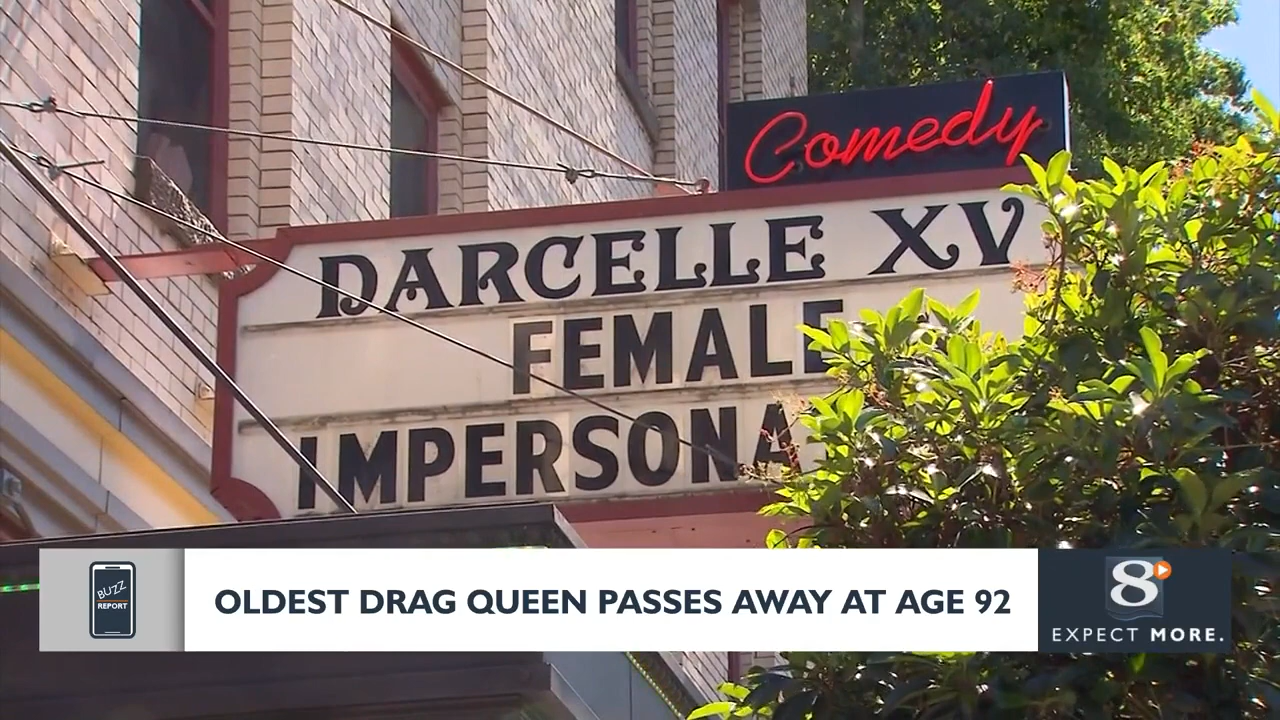 Comedy
DARCELLE XV
FEMALE
IMPERSONA
BUZZ
REPORT
OLDEST DRAG QUEEN PASSES AWAY AT AGE 92
8
EXPECT MORE.